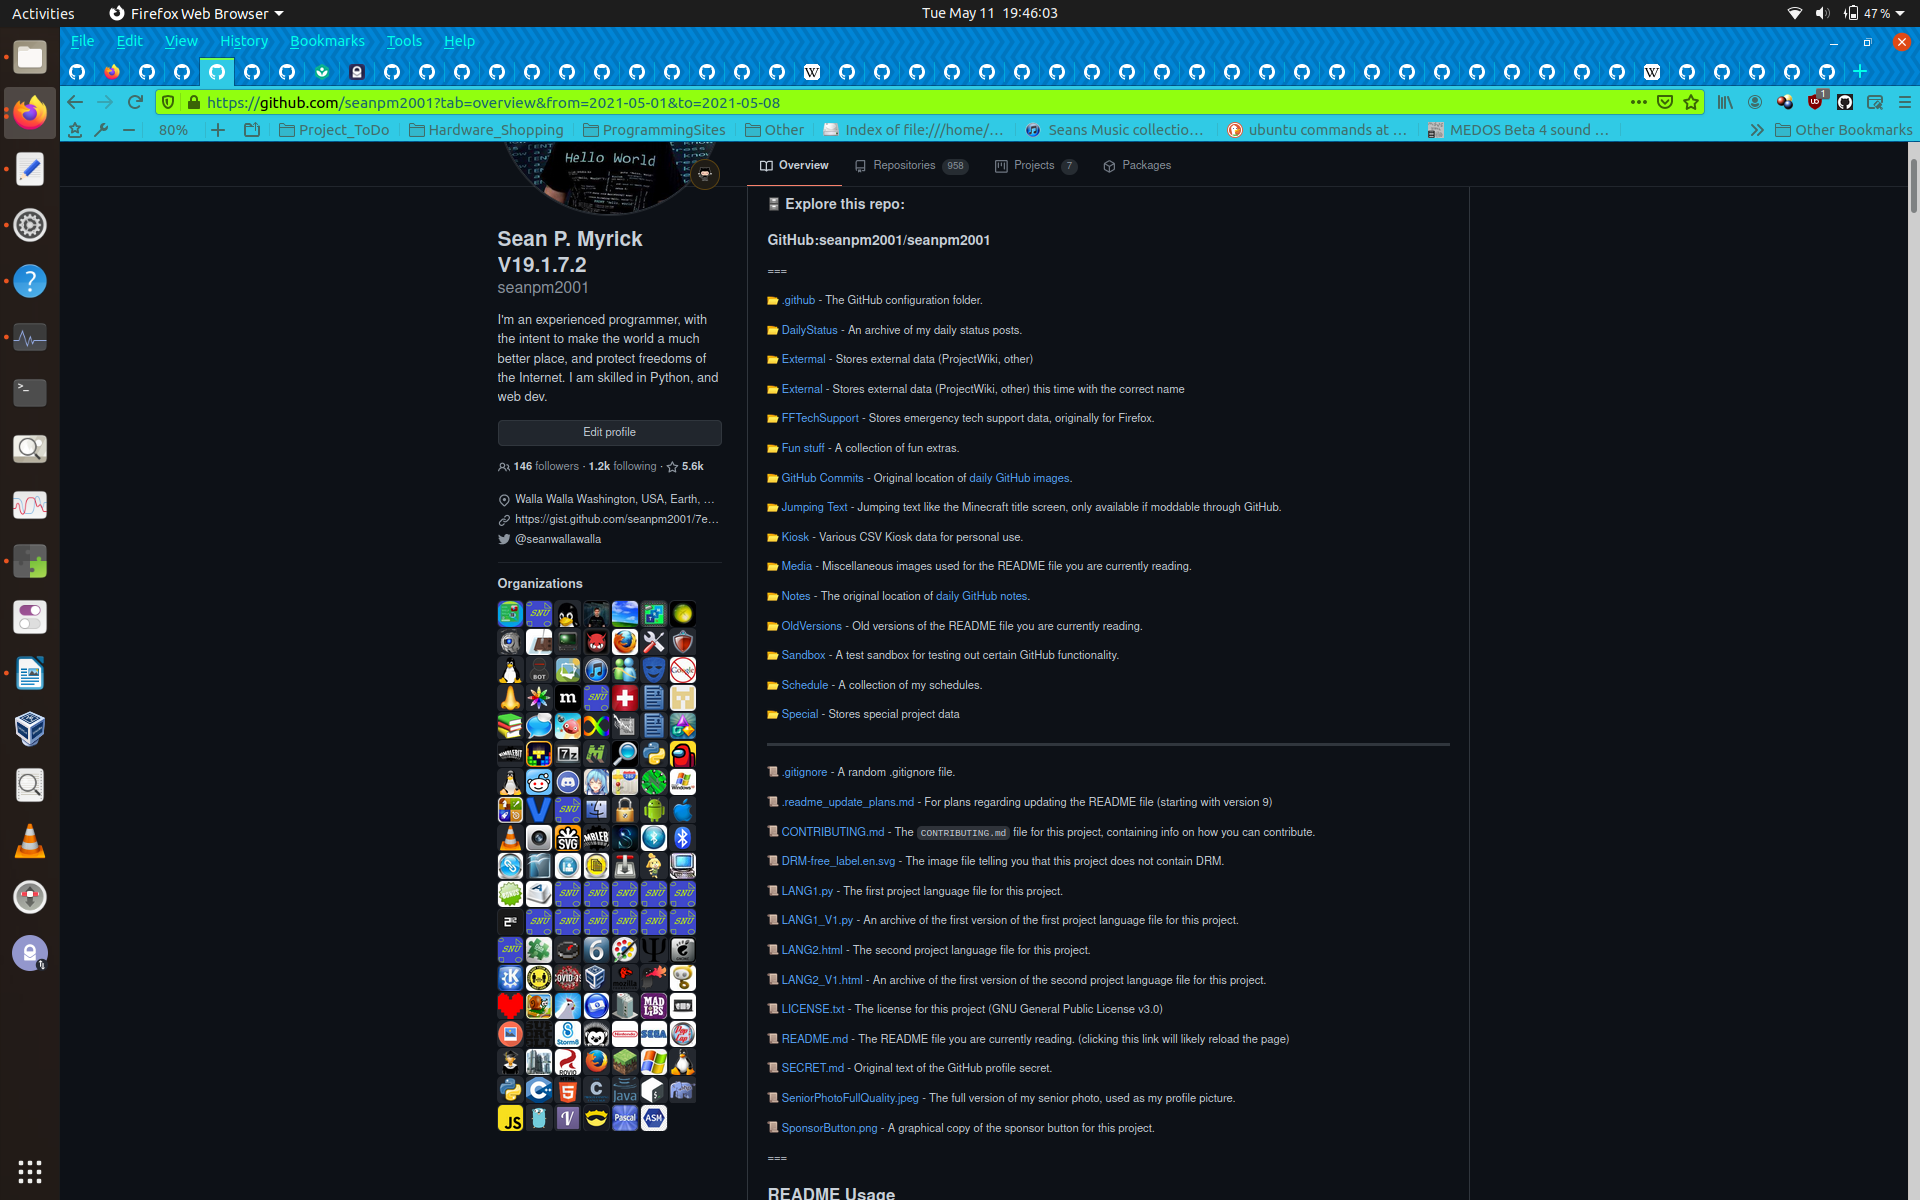 Activities
Firefox Web Browser
Tue May 11 19:46:03
47 %
File Edit View History Bookmarks Tools Help
https://github.com/seanpm2001?tab=overview&from=2021-05-01&to=2021-05-08
1
80%
Project_ToDo
Hardware_Shopping
ProgrammingSites
Other
Index of file:///home/...
Seans Music collectio...
ubuntu commands at ...
MEDOS Beta 4 sound ...
Other Bookmarks
Hello World
Overview
Repositories 958
Projects 7
Packages
Sean P. Myrick
V19.1.7.2
seanpm2001
I'm an experienced programmer, with
the intent to make the world a much
better place, and protect freedoms of
the Internet. I am skilled in Python, and
web dev.
Edit profile
146 followers · 1.2k following · 5.6k
Walla Walla Washington, USA, Earth, ...
https://gist.github.com/seanpm2001/7e...
@seanwallawalla
Organizations
Explore this repo:
GitHub:seanpm2001/seanpm2001
===
.github - The GitHub configuration folder.
DailyStatus - An archive of my daily status posts.
Extermal - Stores external data (ProjectWiki, other)
External - Stores external data (ProjectWiki, other) this time with the correct name
FFTechSupport - Stores emergency tech support data, originally for Firefox.
Fun stuff - A collection of fun extras.
GitHub Commits - Original location of daily GitHub images.
Jumping Text - Jumping text like the Minecraft title screen, only available if moddable through GitHub.
Kiosk - Various CSV Kiosk data for personal use.
Media - Miscellaneous images used for the README file you are currently reading.
Notes - The original location of daily GitHub notes.
OldVersions - Old versions of the README file you are currently reading.
Sandbox - A test sandbox for testing out certain GitHub functionality.
Schedule - A collection of my schedules.
Special - Stores special project data
.gitignore - A random .gitignore file.
.readme_update_plans.md - For plans regarding updating the README file (starting with version 9)
CONTRIBUTING.md - The CONTRIBUTING.md file for this project, containing info on how you can contribute.
DRM-free_label.en.svg - The image file telling you that this project does not contain DRM.
LANG1.py - The first project language file for this project.
LANG1_V1.py - An archive of the first version of the first project language file for this project.
LANG2.html - The second project language file for this project.
LANG2_V1.html - An archive of the first version of the second project language file for this project.
LICENSE.txt - The license for this project (GNU General Public License v3.0)
README.md - The README file you are currently reading. (clicking this link will likely reload the page)
SECRET.md - Original text of the GitHub profile secret.
SeniorPhotoFullQuality.jpeg - The full version of my senior photo, used as my profile picture.
SponsorButton.png - A graphical copy of the sponsor button for this project.
===
README Usage